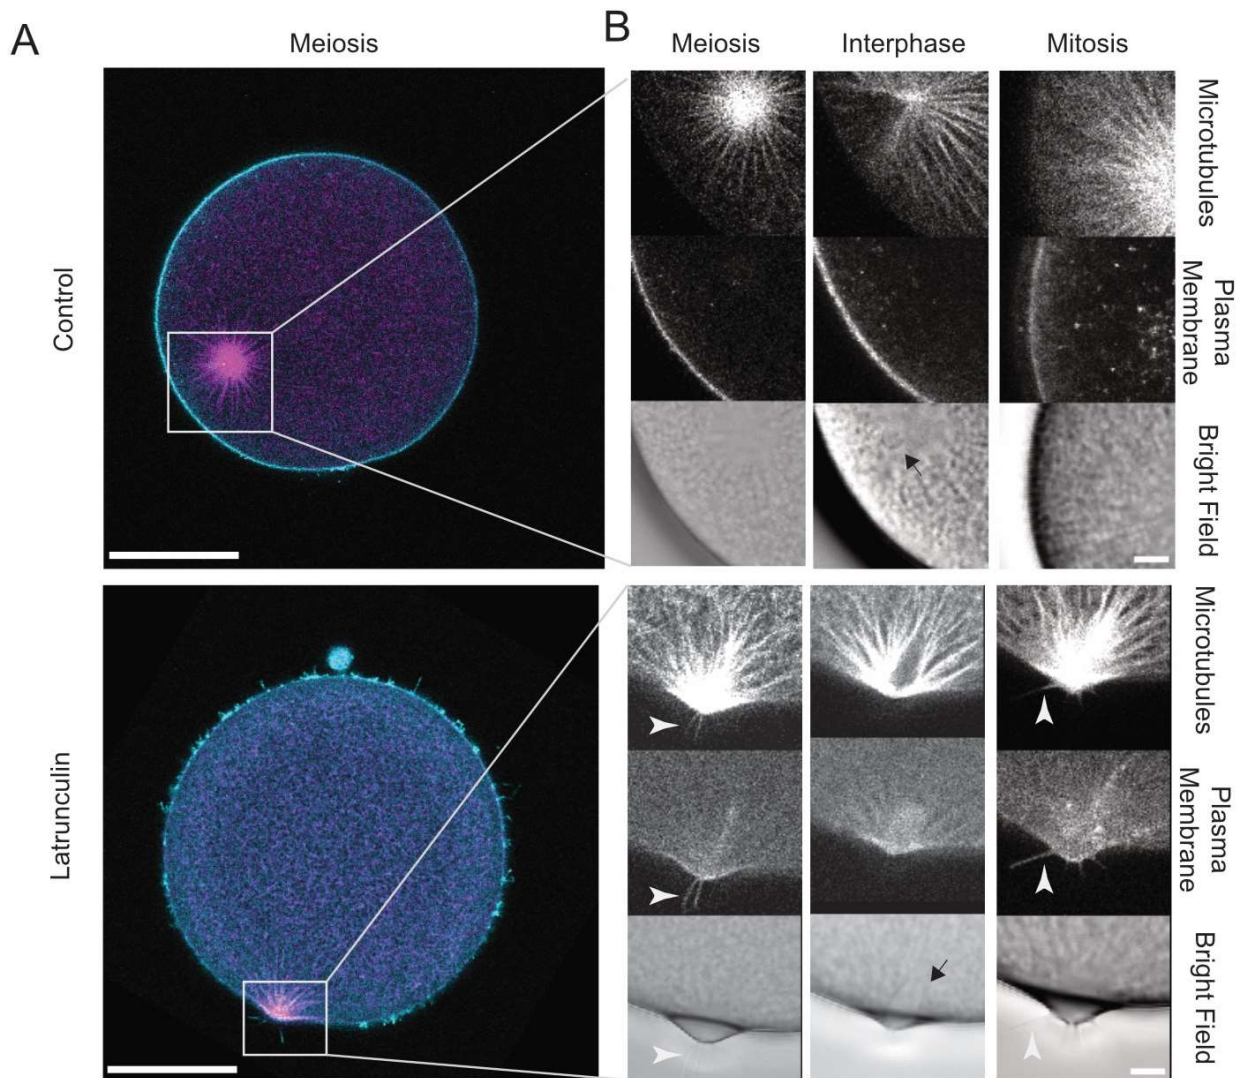 A
B
Meiosis
Meiosis
Interphase
Mitosis
Control
Microtubules
Plasma
Membrane
Bright Field
Latrunculin
Microtubules
Plasma
Membrane
Bright Field